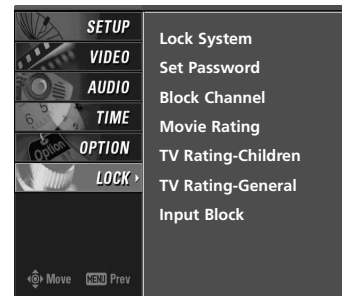 SETUP
VIDEO
AUDIO
TIME
OPTION
LOCK
Lock System
Set Password
Block Channel
Movie Rating
TV Rating-Children
TV Rating-General
Input Block
Option
Move MENU Prev